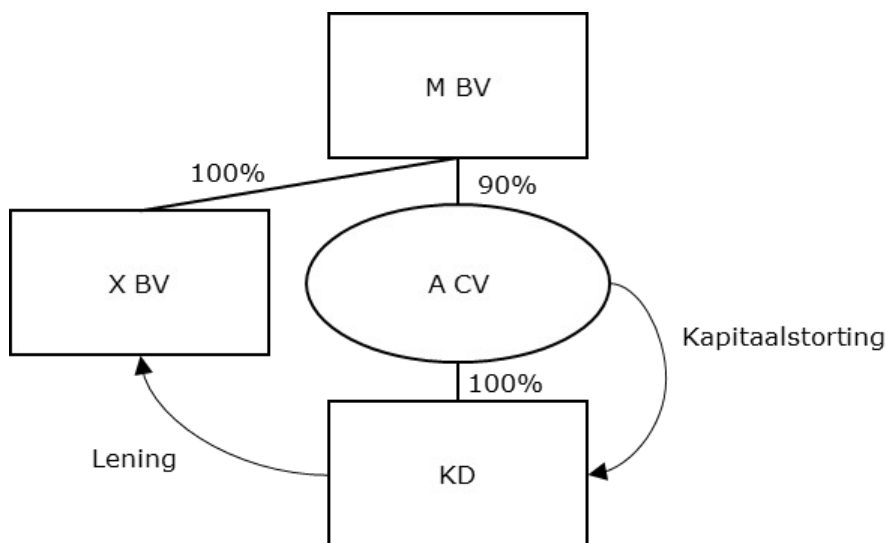 M BV
100%
90%
X BV
A CV
Kapitaalstorting
100%
Lening
KD